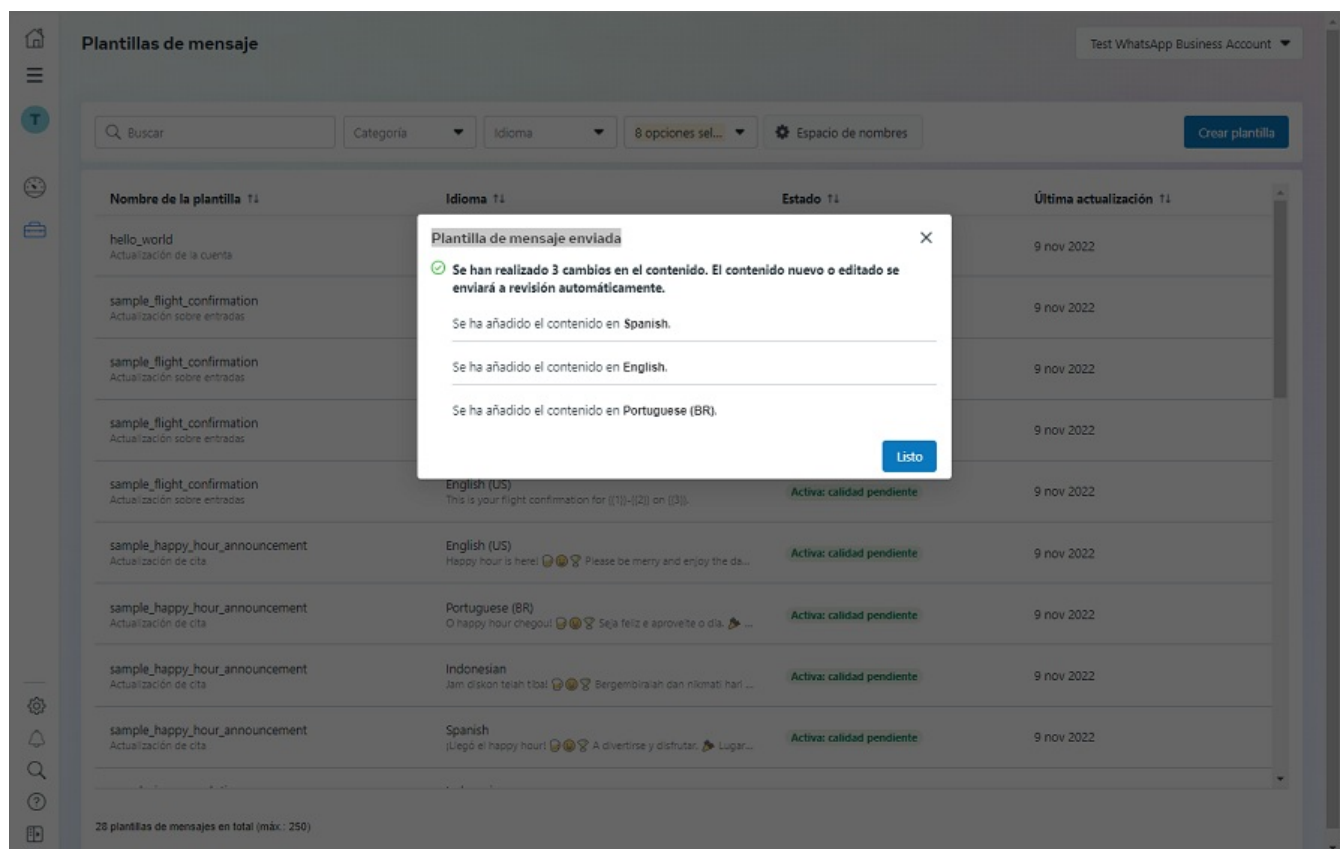 Plantillas de mensaje
Test WhatsApp Business Account
T
Buscar
Categoría
Idioma
8 opciones sel...
Espacio de nombres
Crear plantilla
Nombre de la plantilla
Idioma
Estado
Última actualización
hello_world
Actualización de la cuenta
9 nov 2022
sample_flight_confirmation
Actualización sobre entradas
9 nov 2022
sample_flight_confirmation
Actualización sobre entradas
9 nov 2022
sample_flight_confirmation
Actualización sobre entradas
9 nov 2022
Plantilla de mensaje enviada
Se han realizado 3 cambios en el contenido. El contenido nuevo o editado se
enviará a revisión automáticamente.
Se ha añadido el contenido en Spanish.
Se ha añadido el contenido en English.
Se ha añadido el contenido en Portuguese (BR).
Listo
sample_flight_confirmation
Actualización sobre entradas
English (US)
This is your flight confirmation for {{1}}-{{2}} on {{3}}.
Activa: calidad pendiente
9 nov 2022
sample_happy_hour_announcement
Actualización de cita
English (US)
Happy hour is here! 🍺😀🍸 Please be merry and enjoy the da...
Activa: calidad pendiente
9 nov 2022
sample_happy_hour_announcement
Actualización de cita
Portuguese (BR)
O happy hour chegou! 🍺😀🍸 Seja feliz e aproveite o dia. 🎉 ...
Activa: calidad pendiente
9 nov 2022
sample_happy_hour_announcement
Actualización de cita
Indonesian
Jam diskon telah tiba! 🍺😀🍸 Bergembiralah dan nikmati hari ...
Activa: calidad pendiente
9 nov 2022
sample_happy_hour_announcement
Actualización de cita
Spanish
¡Llegó el happy hour! 🍺😀🍸 A divertirse y disfrutar. 🎉 Lugar...
Activa: calidad pendiente
9 nov 2022
28 plantillas de mensajes en total (máx.: 250)